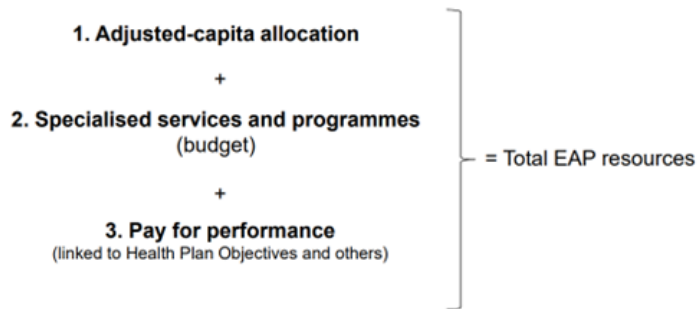 1. Adjusted-capita allocation
+
2. Specialised services and programmes
(budget)
+
3. Pay for performance
(linked to Health Plan Objectives and others)
= Total EAP resources